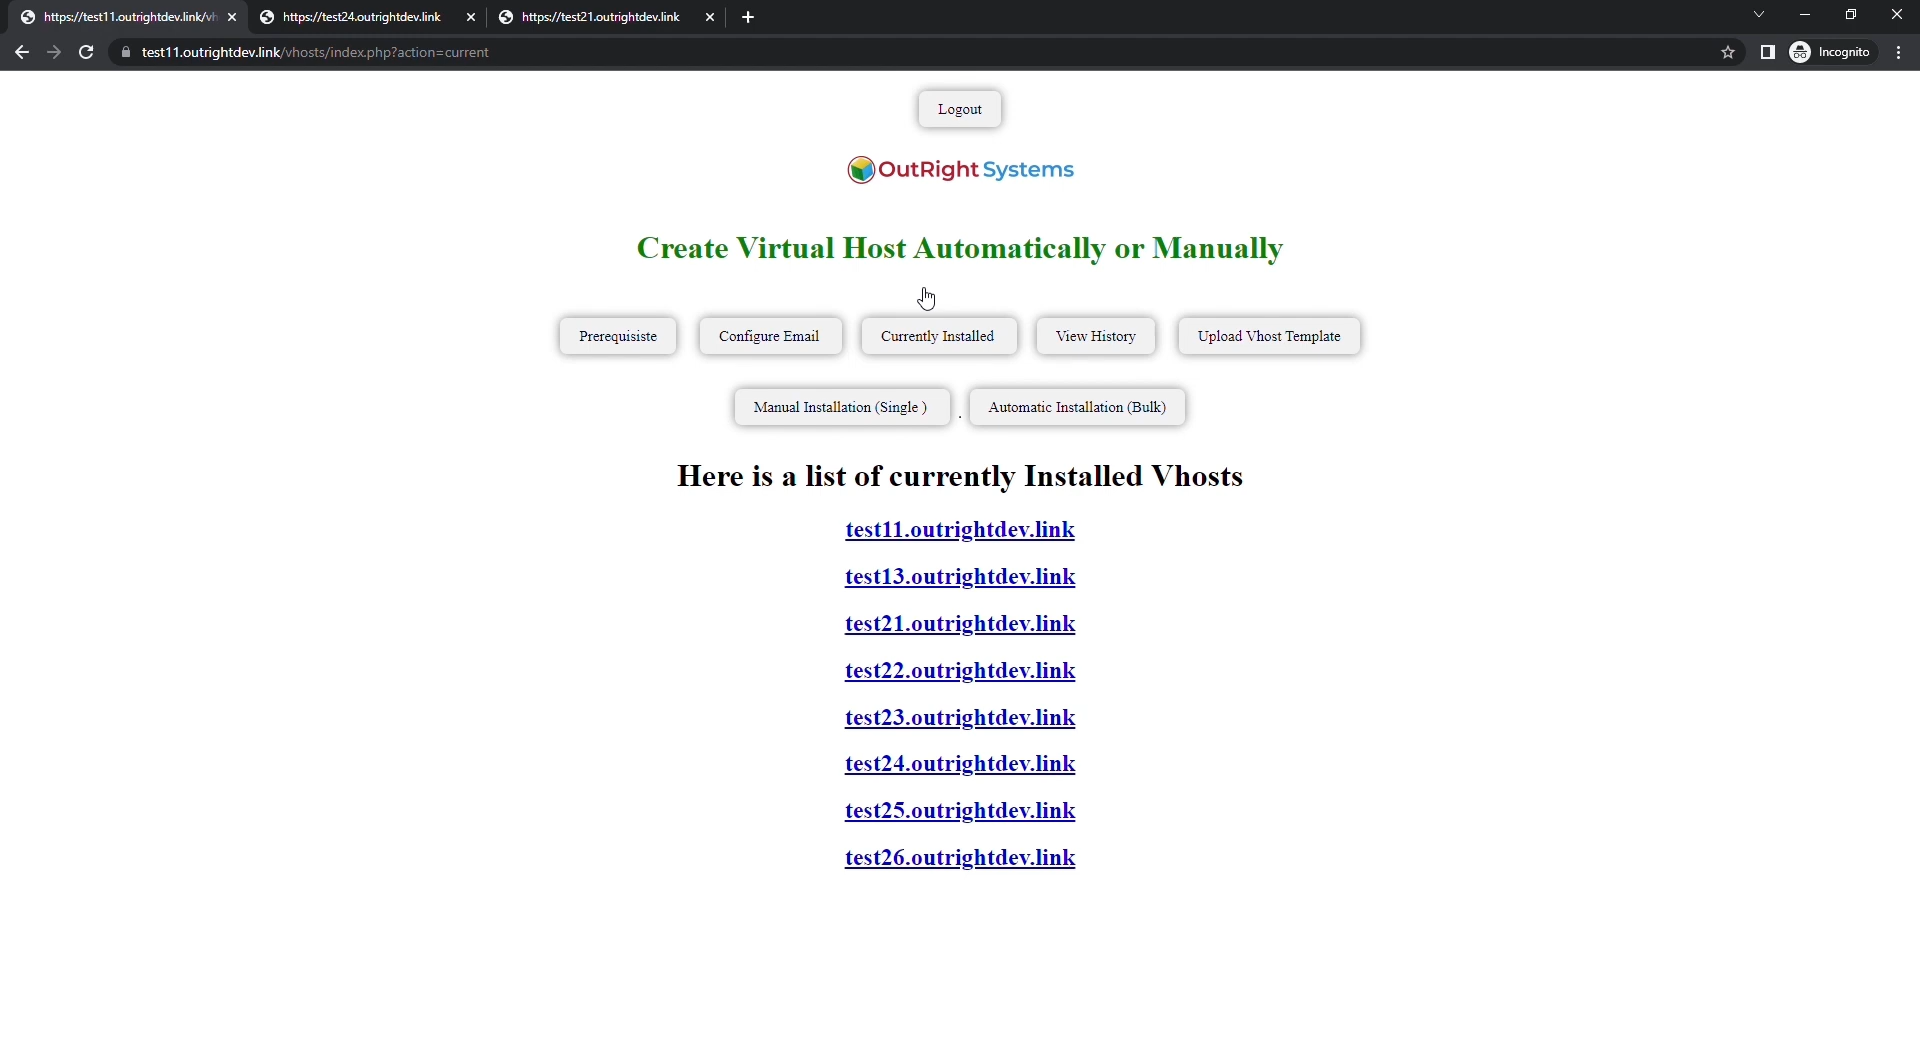 https://test11.outrightdev.link/vh
https://test24.outrightdev.link
https://test21.outrightdev.link
test11.outrightdev.link/vhosts/index.php?action=current
Incognito
Logout
OutRight Systems
Create Virtual Host Automatically or Manually
Prerequisiste Configure Email Currently Installed View History Upload Vhost Template
Manual Installation (Single ) . Automatic Installation (Bulk)
Here is a list of currently Installed Vhosts
test11.outrightdev.link
test13.outrightdev.link
test21.outrightdev.link
test22.outrightdev.link
test23.outrightdev.link
test24.outrightdev.link
test25.outrightdev.link
test26.outrightdev.link